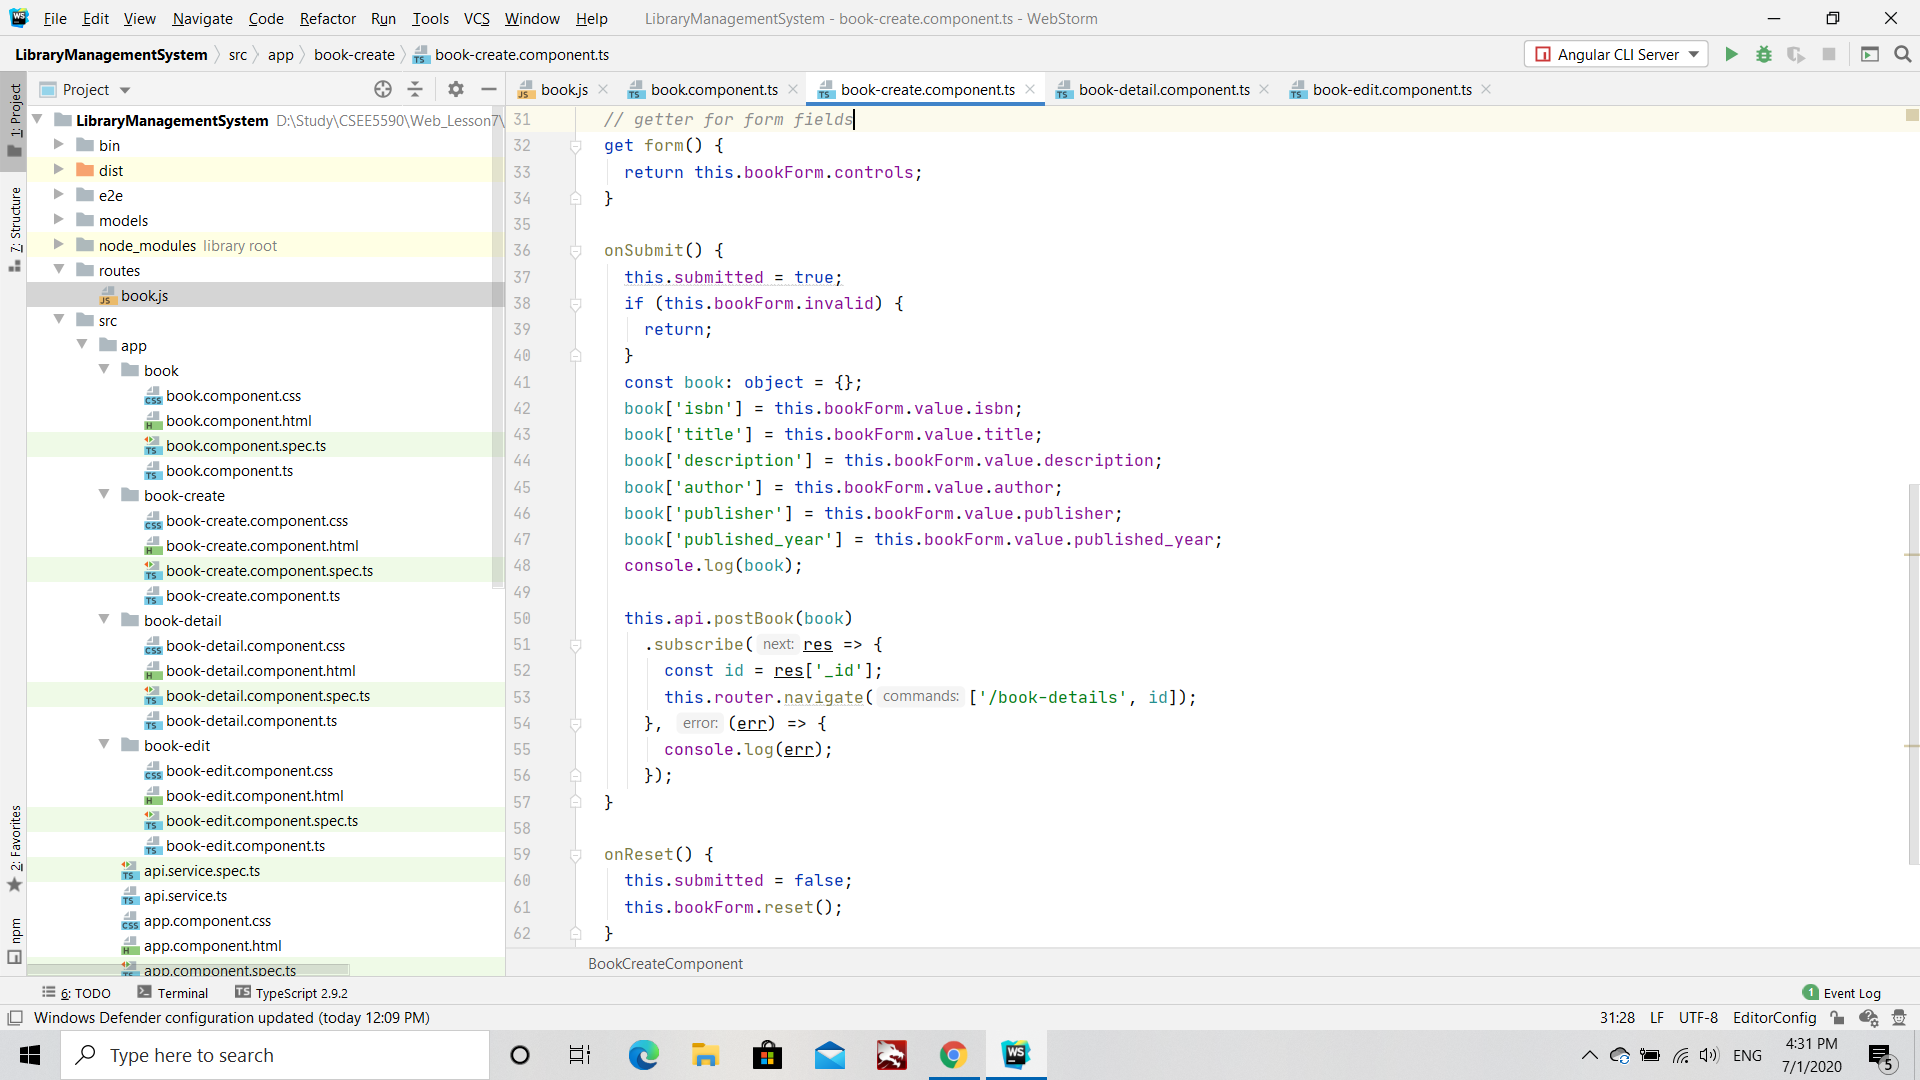 File Edit View Navigate Code Refactor Run Tools VCS Window Help LibraryManagementSystem - book-create.component.ts - WebStorm
LibraryManagementSystem src app book-create book-create.component.ts Angular CLI Server
Project book.js book.component.ts book-create.component.ts book-detail.component.ts book-edit.component.ts
1: Project
7: Structure
2: Favorites
npm
LibraryManagementSystem D:\Study\CSEE5590\Web_Lesson7\
bin
dist
e2e
models
node_modules library root
routes
book.js
src
app
book
book.component.css
book.component.html
book.component.spec.ts
book.component.ts
book-create
book-create.component.css
book-create.component.html
book-create.component.spec.ts
book-create.component.ts
book-detail
book-detail.component.css
book-detail.component.html
book-detail.component.spec.ts
book-detail.component.ts
book-edit
book-edit.component.css
book-edit.component.html
book-edit.component.spec.ts
book-edit.component.ts
api.service.spec.ts
api.service.ts
app.component.css
app.component.html
app.component.spec.ts
31 // getter for form fields
32 get form() {
33 return this.bookForm.controls;
34 }
35
36 onSubmit() {
37 this.submitted = true;
38 if (this.bookForm.invalid) {
39 return;
40 }
41 const book: object = {};
42 book['isbn'] = this.bookForm.value.isbn;
43 book['title'] = this.bookForm.value.title;
44 book['description'] = this.bookForm.value.description;
45 book['author'] = this.bookForm.value.author;
46 book['publisher'] = this.bookForm.value.publisher;
47 book['published_year'] = this.bookForm.value.published_year;
48 console.log(book);
49
50 this.api.postBook(book)
51 .subscribe( next: res => {
52 const id = res['_id'];
53 this.router.navigate( commands: ['/book-details', id]);
54 }, error: (err) => {
55 console.log(err);
56 });
57 }
58
59 onReset() {
60 this.submitted = false;
61 this.bookForm.reset();
62 }
BookCreateComponent
6: TODO Terminal TypeScript 2.9.2 1 Event Log
Windows Defender configuration updated (today 12:09 PM) 31:28 LF UTF-8 EditorConfig
Type here to search ENG 4:31 PM
7/1/2020 5